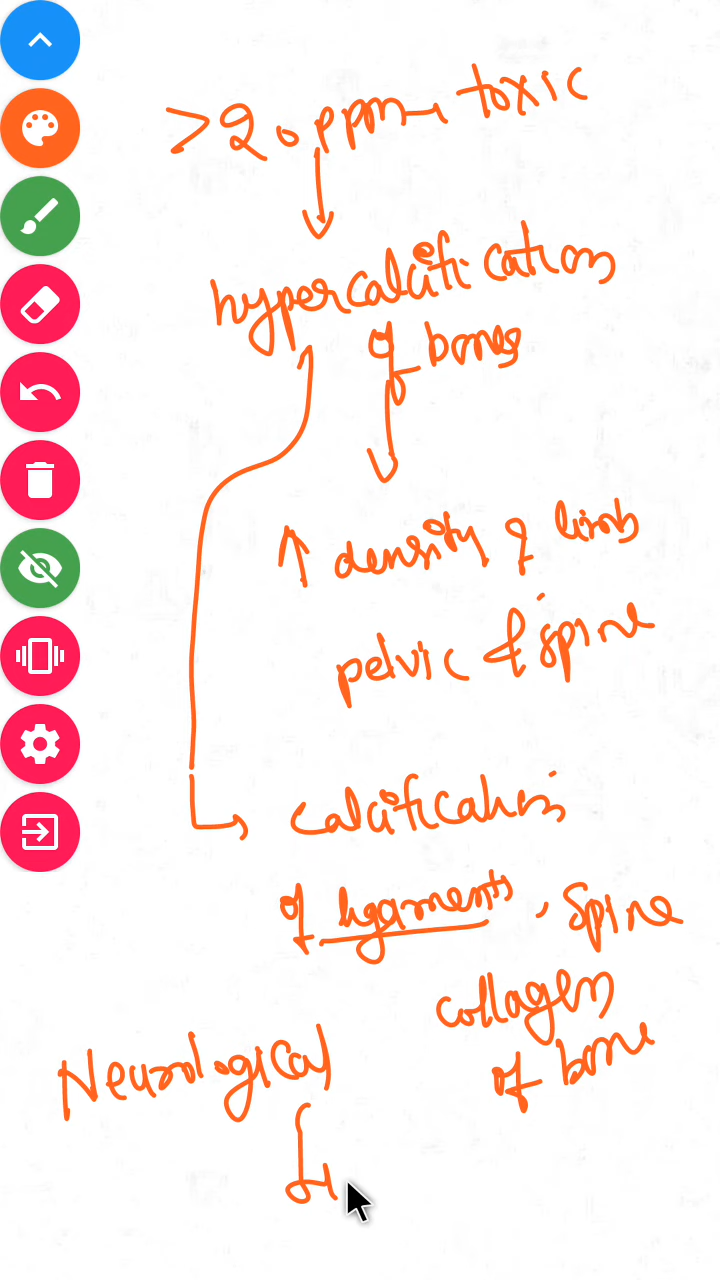 >20 ppm → toxic
hypercalcification
of bones
↑ density of limb
pelvic & spine
calcification
of ligaments, Spine
collagen
of bone
Neurological